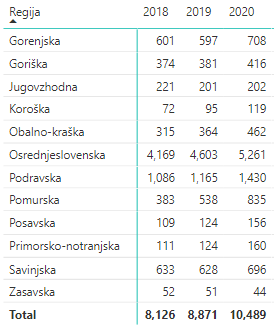 Regija 2018 2019 2020
Gorenjska 601 597 708
Goriška 374 381 416
Jugovzhodna 221 201 202
Koroška 72 95 119
Obalno-kraška 315 364 462
Osrednjeslovenska 4,169 4,603 5,261
Podravska 1,086 1,165 1,430
Pomurska 383 538 835
Posavska 109 124 156
Primorsko-notranjska 111 124 160
Savinjska 633 628 696
Zasavska 52 51 44
Total 8,126 8,871 10,489